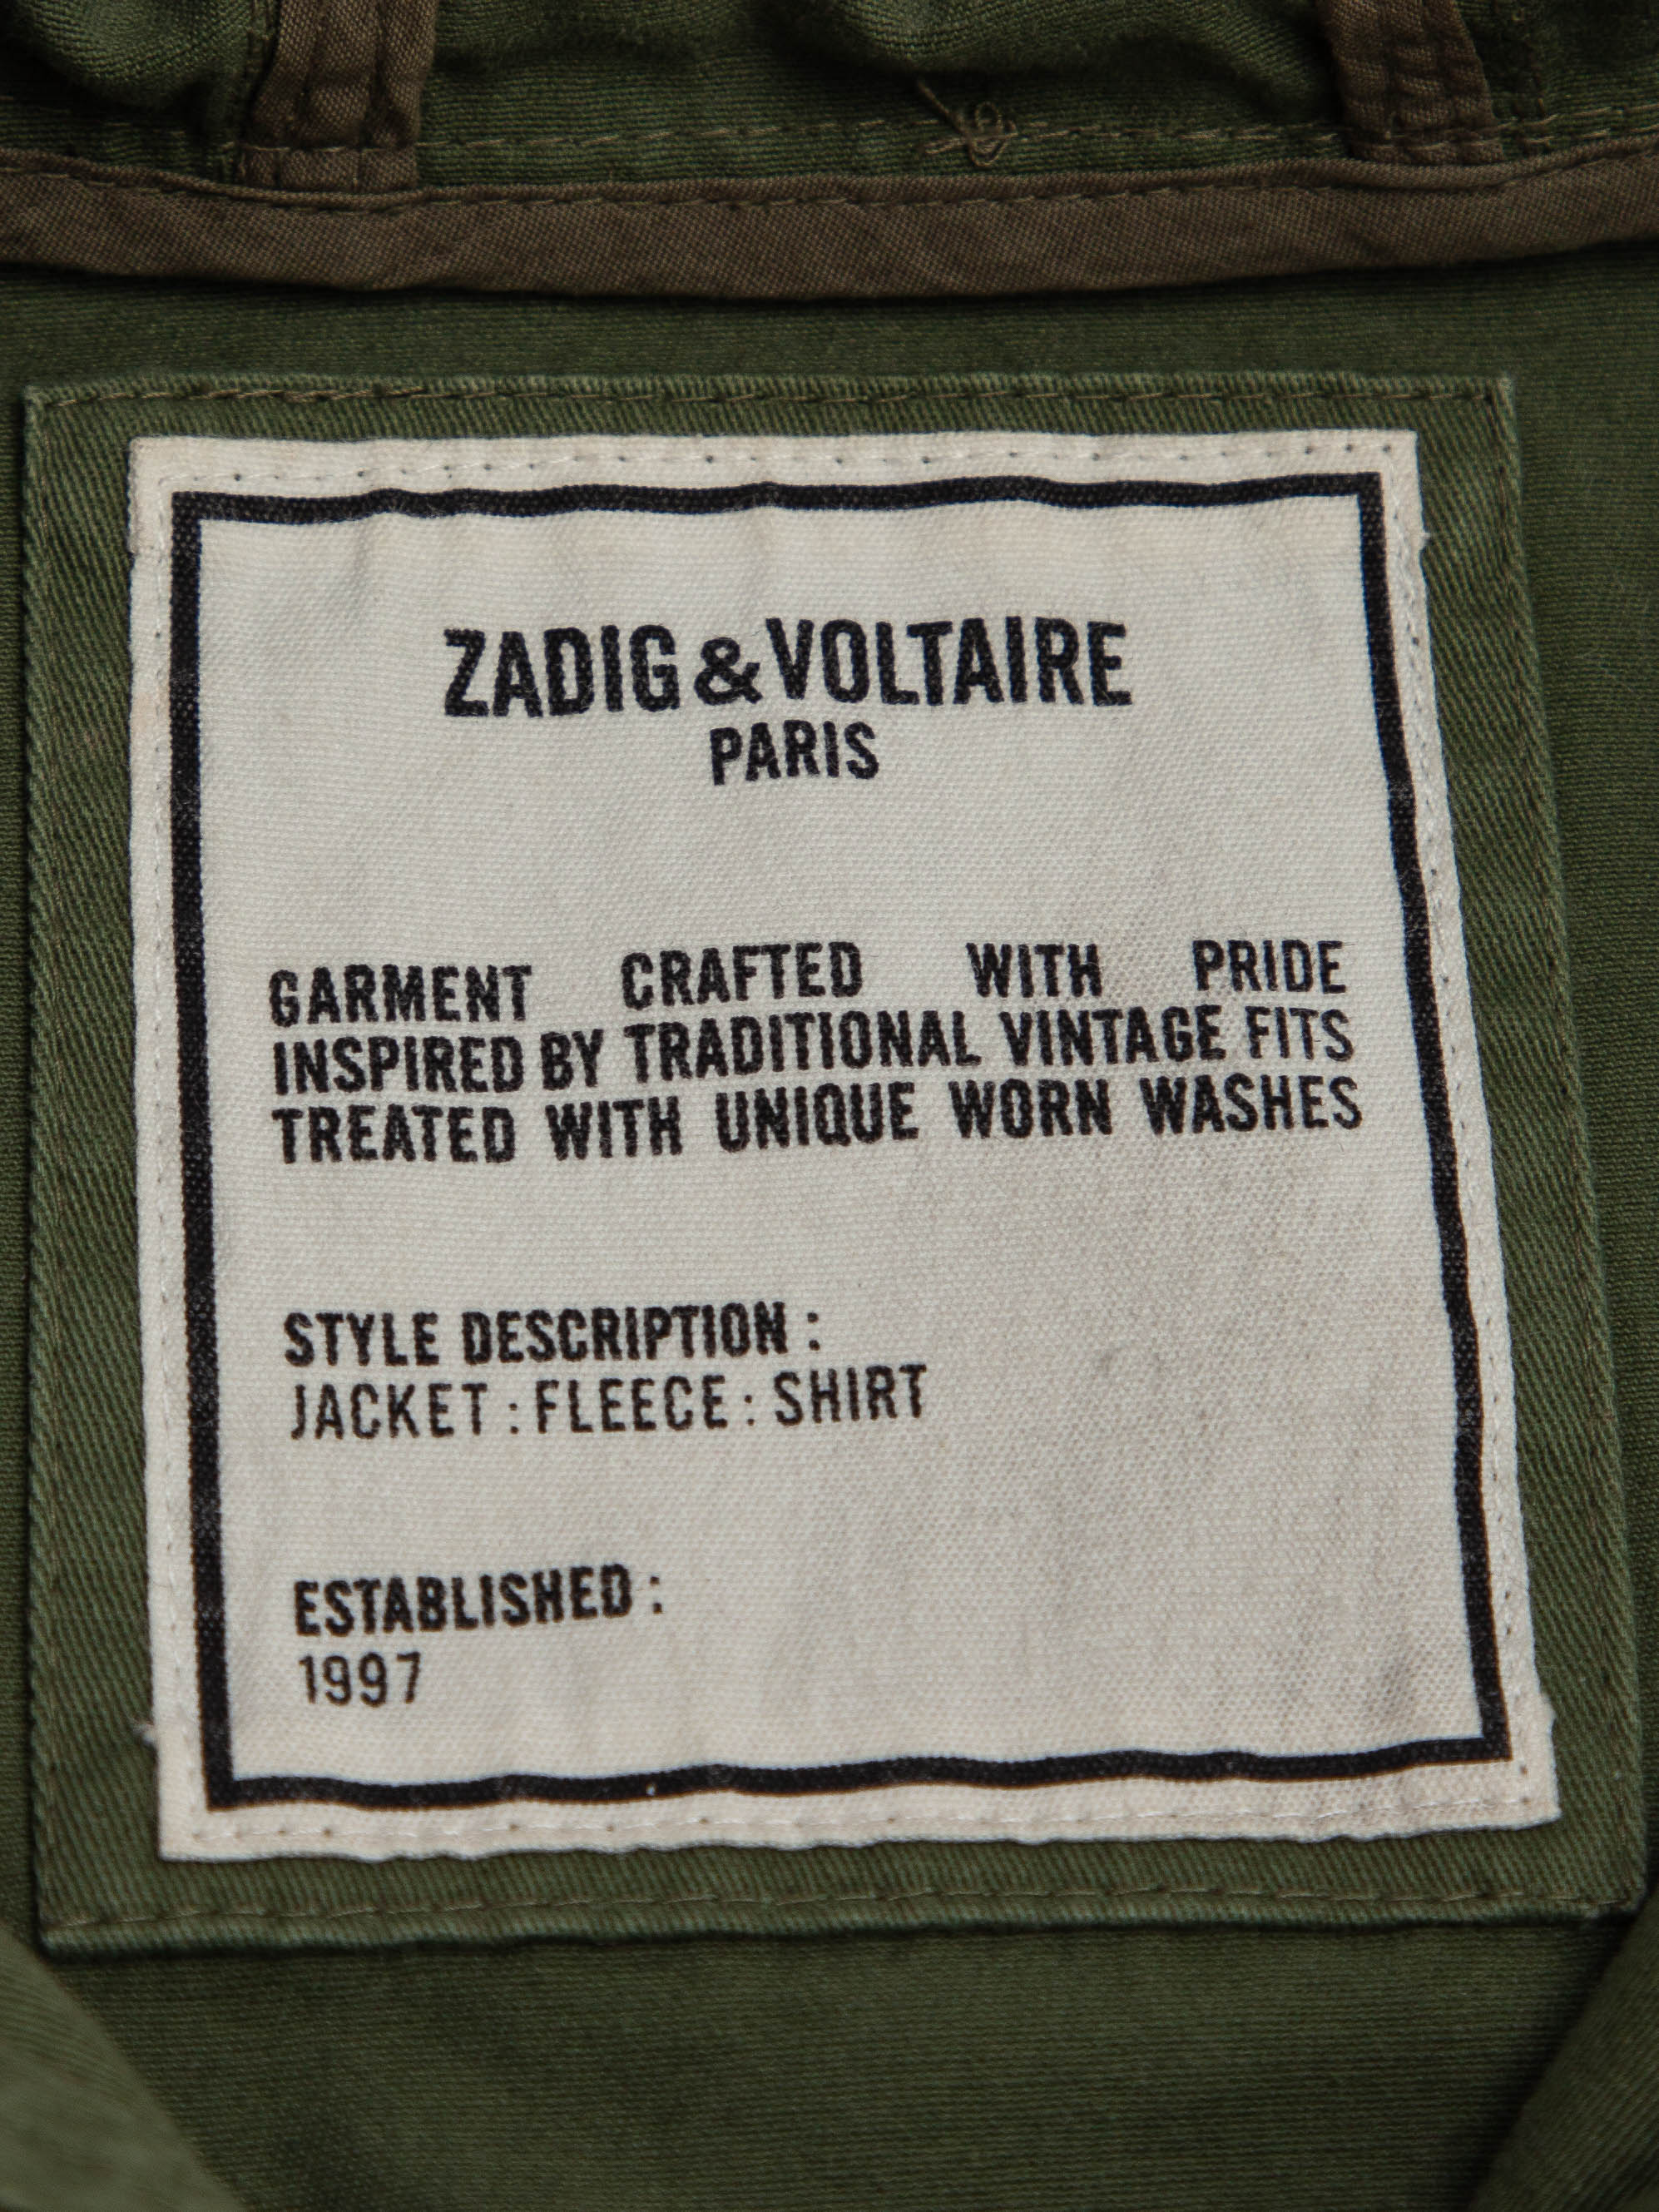 ZADIG & VOLTAIRE
PARIS
GARMENT CRAFTED WITH PRIDE
INSPIRED BY TRADITIONAL VINTAGE FITS
TREATED WITH UNIQUE WORN WASHES
STYLE DESCRIPTION :
JACKET : FLEECE : SHIRT
ESTABLISHED :
1997